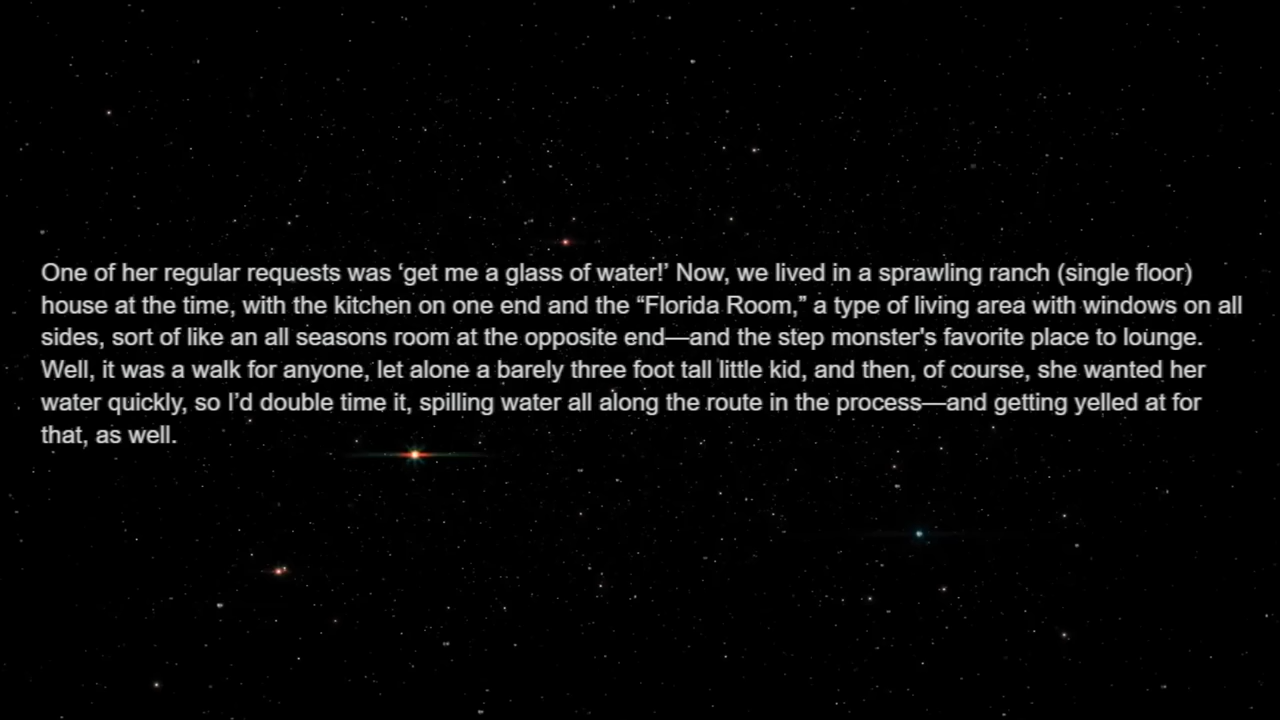 One of her regular requests was ‘get me a glass of water!’ Now, we lived in a sprawling ranch (single floor)
house at the time, with the kitchen on one end and the “Florida Room,” a type of living area with windows on all
sides, sort of like an all seasons room at the opposite end—and the step monster's favorite place to lounge.
Well, it was a walk for anyone, let alone a barely three foot tall little kid, and then, of course, she wanted her
water quickly, so I’d double time it, spilling water all along the route in the process—and getting yelled at for
that, as well.